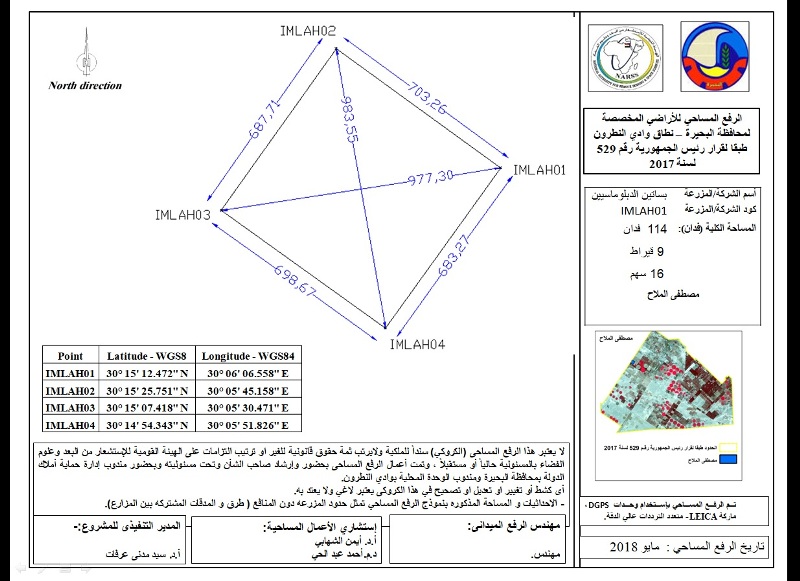 IMLAH02
North direction
687,71
703,26
983,55
977,30
IMLAH01
IMLAH03
698,67
683,27
IMLAH04
Point Latitude - WGS8 Longitude - WGS84
IMLAH01 30° 15' 12.472" N 30° 06' 06.558" E
IMLAH02 30° 15' 25.751" N 30° 05' 45.158" E
IMLAH03 30° 15' 07.418" N 30° 05' 30.471" E
IMLAH04 30° 14' 54.343" N 30° 05' 51.826" E
لا يعتبر هذا الرفع المساحي (الكروكي) سنداً للملكية ولايرتب ثمة حقوق قانونية للغير او ترتيب التزامات على الهيئة القومية للإستشعار من البعد وعلوم
الفضاء بالمسئولية حالياً أو مستقبلاً ، وتمت أعمال الرفع المساحى بحضور وإرشاد صاحب الشأن وتحت مسئوليته وبحضور مندوب إدارة حماية أملاك
الدولة بمحافظة البحيرة ومندوب الوحدة المحلية بوادي النطرون.
أى كشط أو تغيير او تعديل او تصحيح في هذا الكروكى يعتبر لاغي ولا يعتد به.
- الاحداثيات و المساحة المذكوره بنموذج الرفع المساحي تمثل حدود المزرعه دون المنافع ( طرق و المدقات المشتركه بين المزارع).
مهندس الرفع الميدانى:
مهندس.
إستشاري الأعمال المساحية:
أ.د. أيمن الشهابي
د.م.أحمد عبد الحي
المدير التنفيذى للمشروع:-
أ.د. سيد مدنى عرفات
NARSS
الرفع المساحي للأراضي المخصصة
لمحافظة البحيرة – نطاق وادي النطرون
طبقا لقرار رئيس الجمهورية رقم 529
لسنة 2017
أسم الشركة/المزرعة بساتين الدبلوماسيين
كود الشركة/المزرعة IMLAH01
المساحة الكلية (فدان): 114 فدان
9 قيراط
16 سهم
مصطفى الملاح
مصطفى الملاح
الحدود طبقا لقرار رئيس الجمهورية رقم 529 لسنة 2017
مصطفى الملاح
تـم الرفـع المساحـي بإستخدام وحدات DGPS ،
ماركة LEICA- متعدد الترددات عالي الدقة.
تاريخ الرفع المساحي : مايو 2018